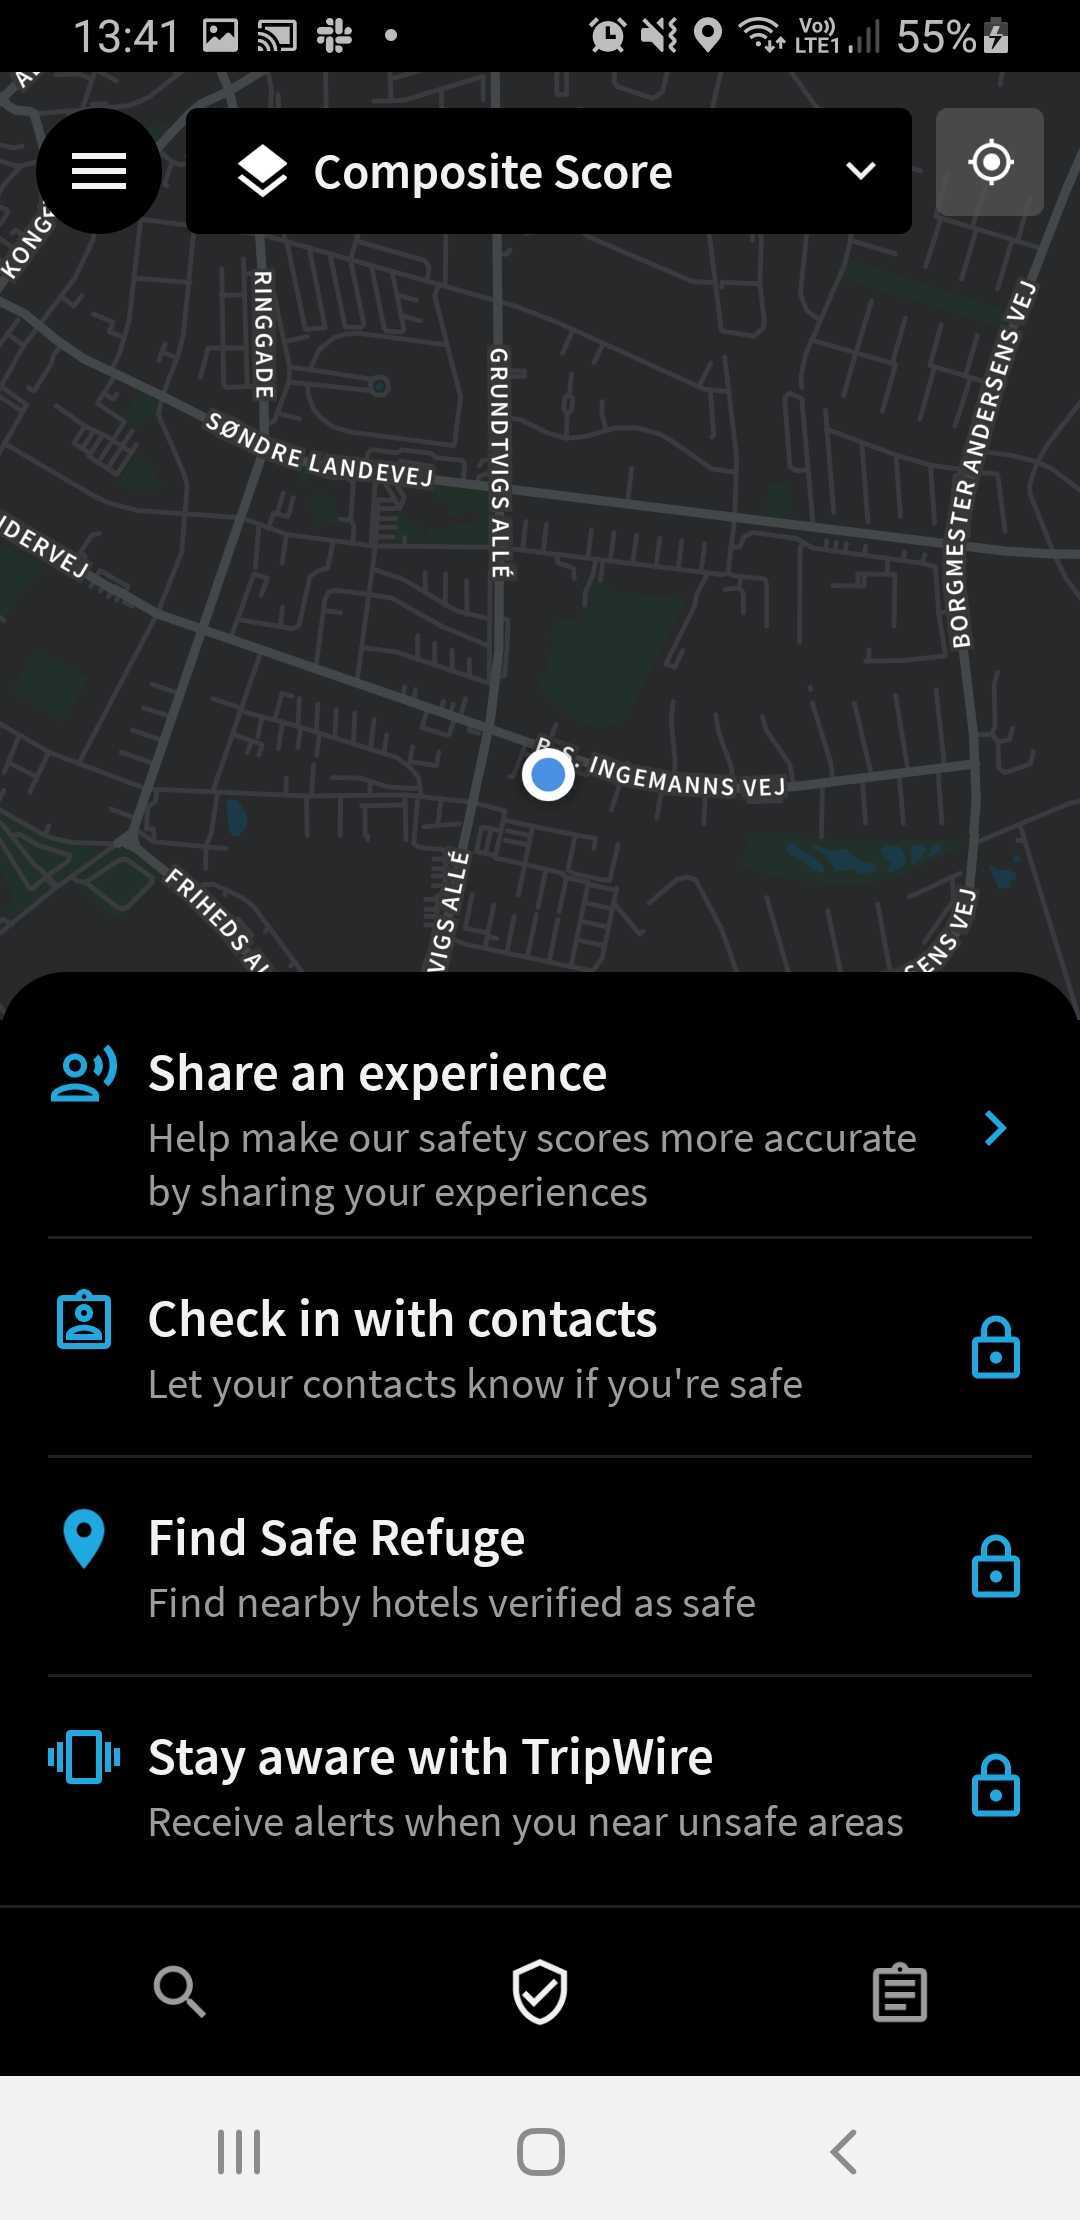 13:41
Vo))
LTE1
55%
Composite Score
RINGGADE
GRUNDTVIGS ALLÉ
BORGMESTER ANDERSENS VEJ
SØNDRE LANDEVEJ
B.S. INGEMANNS VEJ
FRIHEDS
VIGS ALLÉ
VEJ
Share an experience
Help make our safety scores more accurate
by sharing your experiences
Check in with contacts
Let your contacts know if you're safe
Find Safe Refuge
Find nearby hotels verified as safe
Stay aware with TripWire
Receive alerts when you near unsafe areas